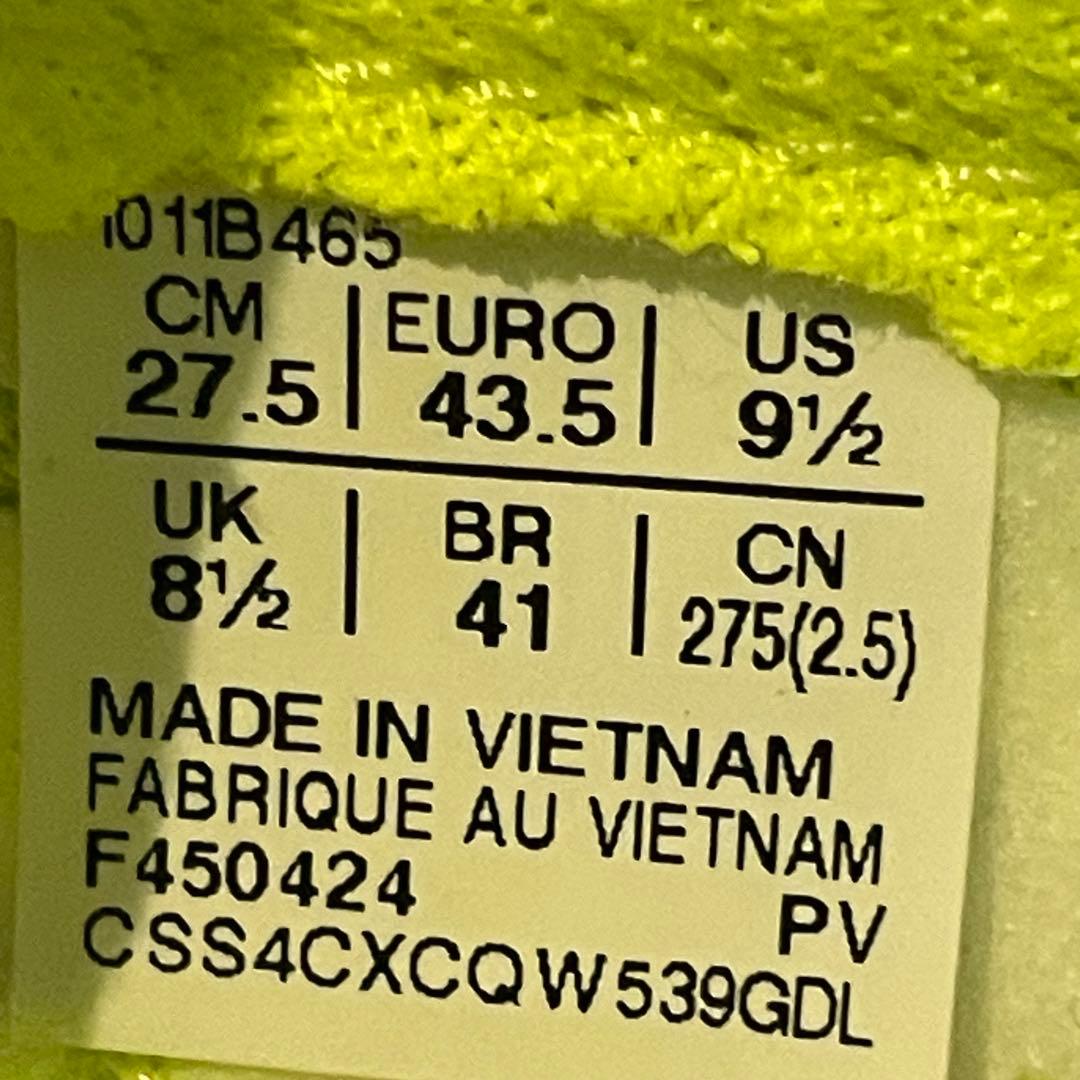 1011B465
CM | EURO | US
27.5 | 43.5 | 9½
UK | BR | CN
8½ | 41 | 275(2.5)
MADE IN VIETNAM
FABRIQUE AU VIETNAM
F450424 PV
CSS4CXCQW539GDL